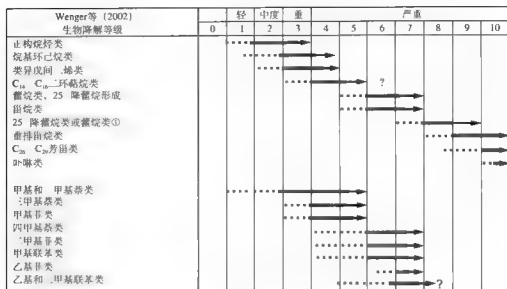 Wenger等（2002）
生物降解等级
轻 中度 重 严重
0 1 2 3 4 5 6 7 8 9 10
正构烷烃类
烷基环己烷类
类异戊间 烯类
C₁₄ C₁₆二环萜烷类 ?
藿烷类、25 降藿烷形成
甾烷类
25 降藿烷类或藿烷类①
重排甾烷类
C₂₆ C₂₉芳甾类
卟啉类
甲基和 甲基萘类
三甲基萘类
甲基菲类
四甲基萘类
二甲基菲类
甲基联苯类
乙基菲类
乙基和 甲基联苯类 ?